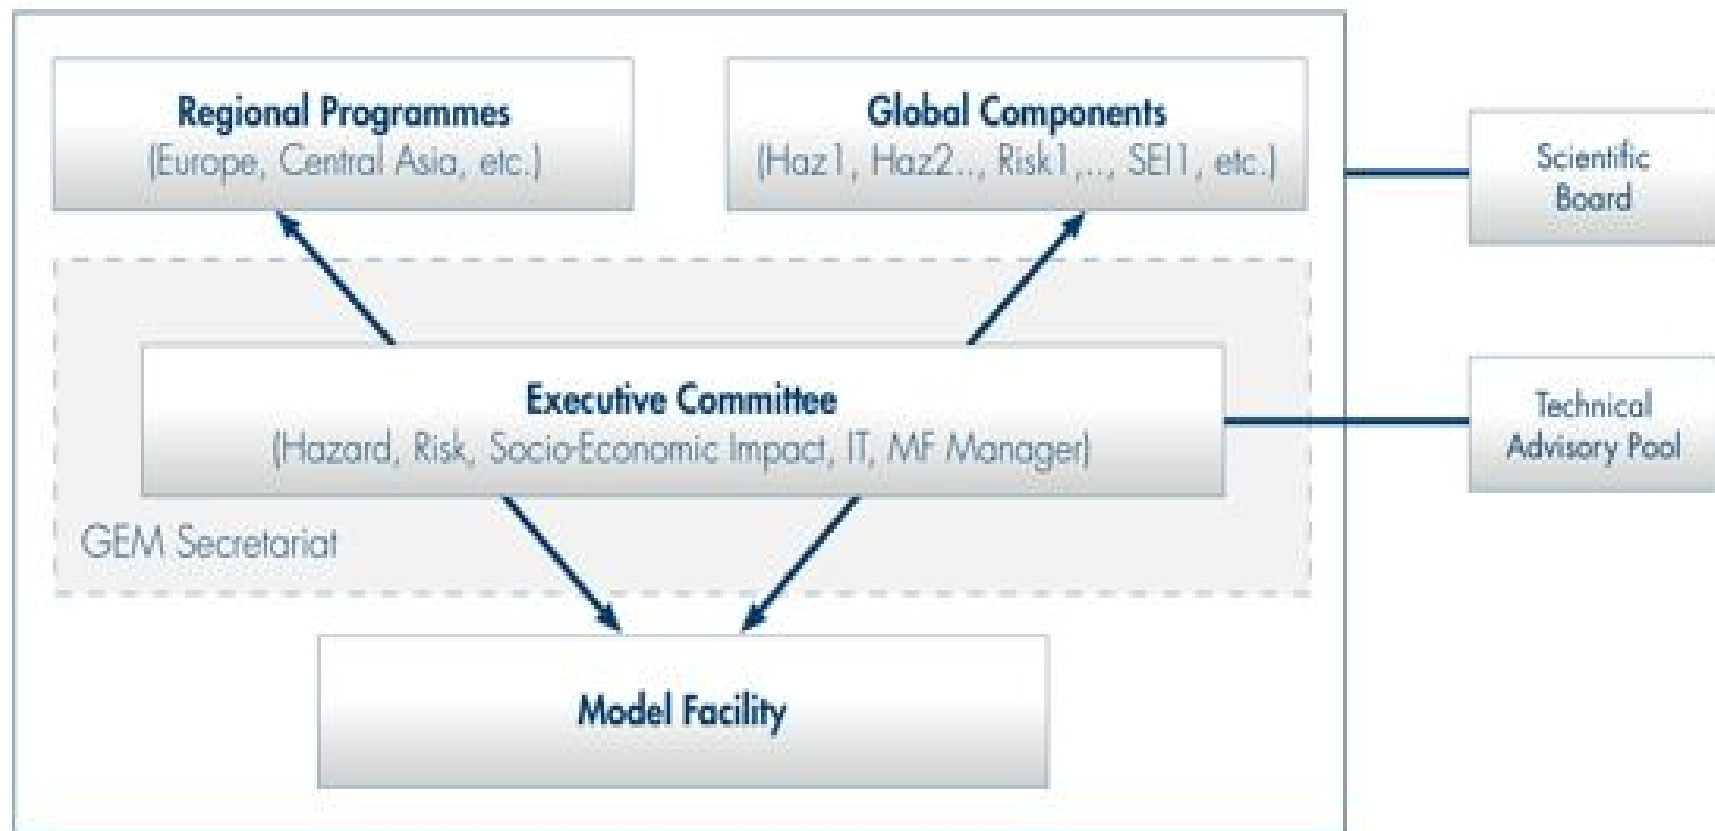 Regional Programmes
(Europe, Central Asia, etc.)
Global Components
(Haz1, Haz2.., Risk1,.., SEI1, etc.)
Scientific
Board
Executive Committee
(Hazard, Risk, Socio-Economic Impact, IT, MF Manager)
Technical
Advisory Pool
GEM Secretariat
Model Facility